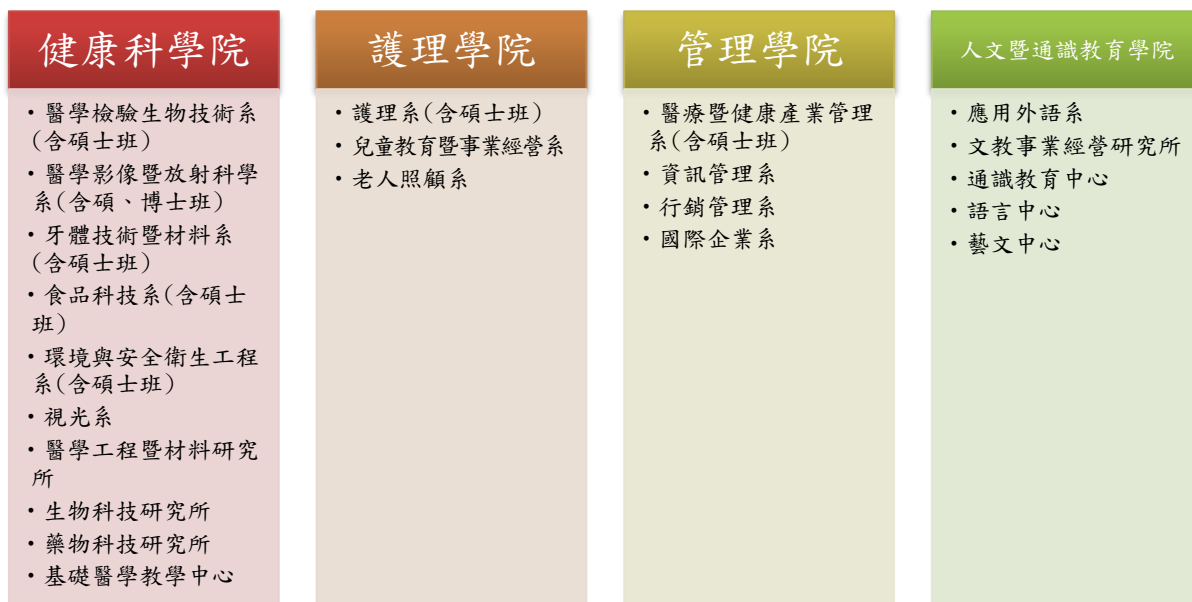 健康科學院
・醫學檢驗生物技術系
(含碩士班)
・醫學影像暨放射科學
系(含碩、博士班)
・牙體技術暨材料系
(含碩士班)
・食品科技系(含碩士
班)
・環境與安全衛生工程
系(含碩士班)
・視光系
・醫學工程暨材料研究
所
・生物科技研究所
・藥物科技研究所
・基礎醫學教學中心
護理學院
・護理系(含碩士班)
・兒童教育暨事業經營系
・老人照顧系
管理學院
・醫療暨健康產業管理
系(含碩士班)
・資訊管理系
・行銷管理系
・國際企業系
人文暨通識教育學院
・應用外語系
・文教事業經營研究所
・通識教育中心
・語言中心
・藝文中心